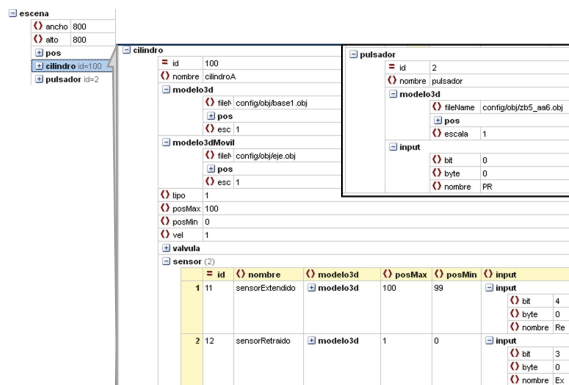 escena
ancho 800
alto 800
pos
cilindro id=100
pulsador id=2
cilindro
= id 100
nombre cilindroA
modelo3d
fileN config/obj/base1.obj
pos
esc 1
modelo3dMovil
fileN config/obj/eje.obj
pos
esc 1
tipo 1
posMax 100
posMin 0
vel 1
valvula
sensor (2)
= id nombre modelo3d posMax posMin input
1 11 sensorExtendido modelo3d 100 99 input
bit 4
byte 0
nombre Re
2 12 sensorRetraido modelo3d 1 0 input
bit 3
byte 0
nombre Ex
pulsador
= id 2
nombre pulsador
modelo3d
fileName config/obj/zb5_aa6.obj
pos
escala 1
input
bit 0
byte 0
nombre PR